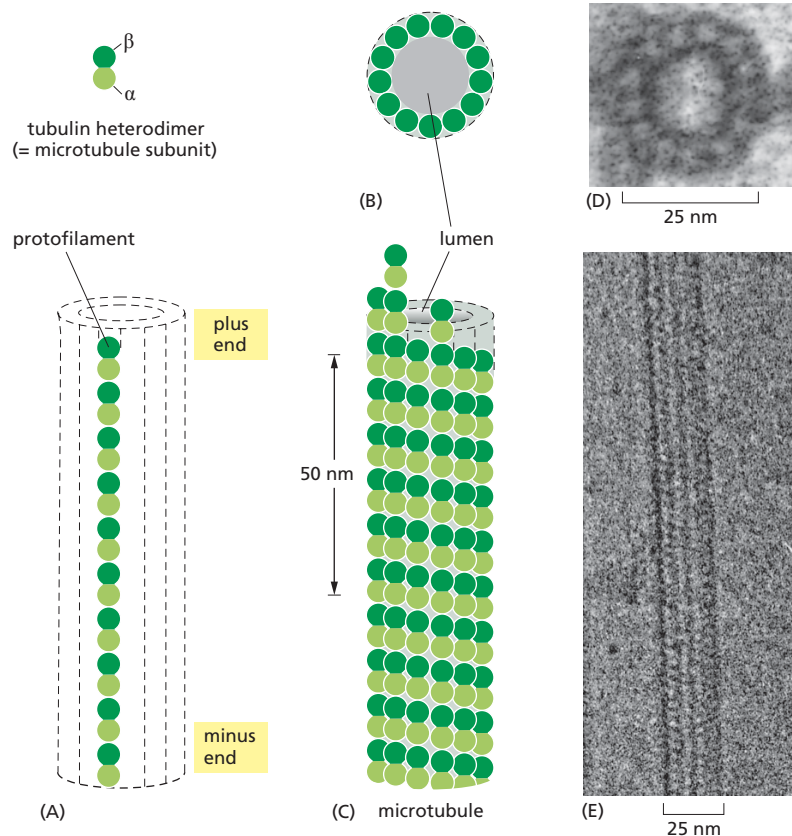 β
α
tubulin heterodimer
(= microtubule subunit)
(B)
(D)
25 nm
protofilament
lumen
plus
end
50 nm
minus
end
(A)
(C)
microtubule
(E)
25 nm